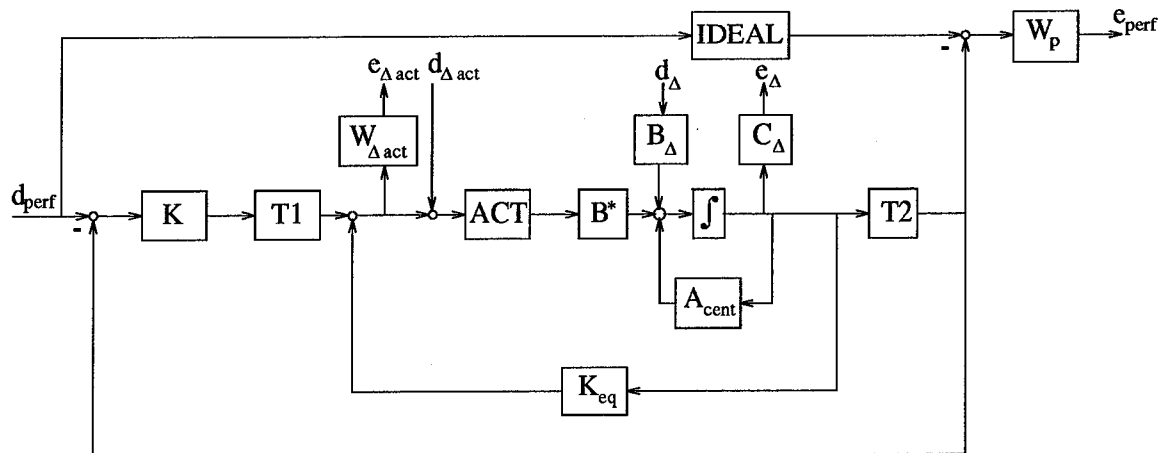 IDEAL
-
W_p
e_perf
e_Δ act
d_Δ act
d_Δ
e_Δ
W_Δ act
B_Δ
C_Δ
d_perf
-
K
T1
ACT
B*
∫
T2
A_cent
K_eq